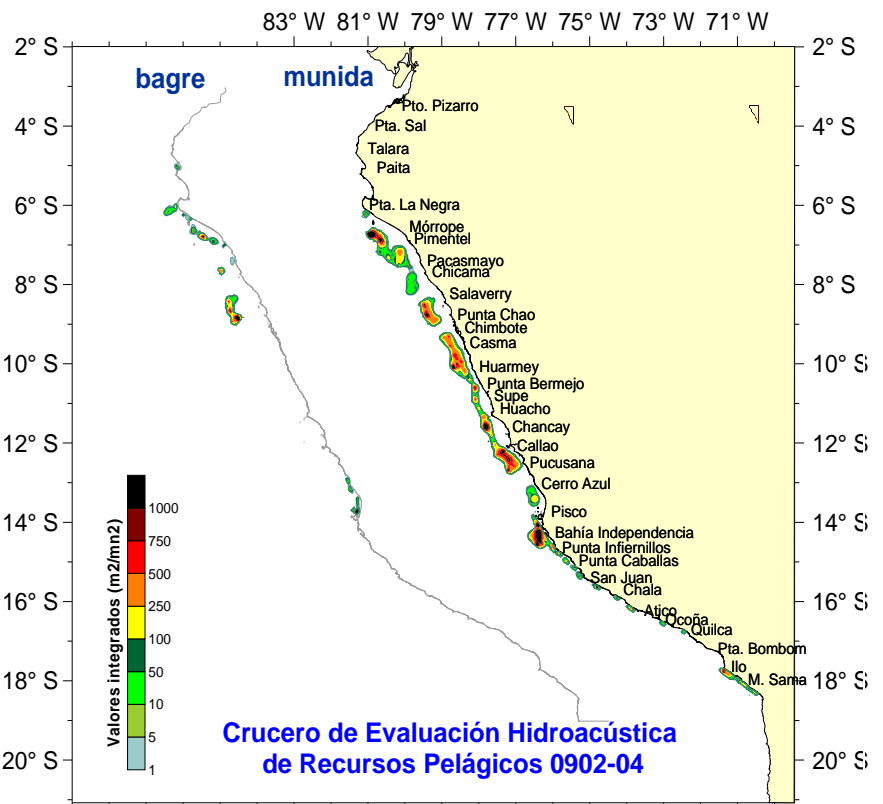 83° W 81° W 79° W 77° W 75° W 73° W 71° W
2° S 2° S
bagre munida
Pto. Pizarro
4° S 4° S
Pta. Sal
Talara
Paita
6° S 6° S
Pta. La Negra
Mórrope
Pimentel
Pacasmayo
Chicama
8° S 8° S
Salaverry
Punta Chao
Chimbote
Casma
10° S 10° S
Huarmey
Punta Bermejo
Supe
Huacho
Chancay
12° S 12° S
Callao
Pucusana
Cerro Azul
Pisco
14° S 14° S
Bahía Independencia
Punta Infiernillos
Punta Caballas
San Juan
Chala
16° S 16° S
Atico
Ocoña
Quilca
Pta. Bombom
Ilo
M. Sama
18° S 18° S
20° S 20° S
Valores integrados (m2/mn2)
1000
750
500
250
100
50
10
5
1
Crucero de Evaluación Hidroacústica
de Recursos Pelágicos 0902-04